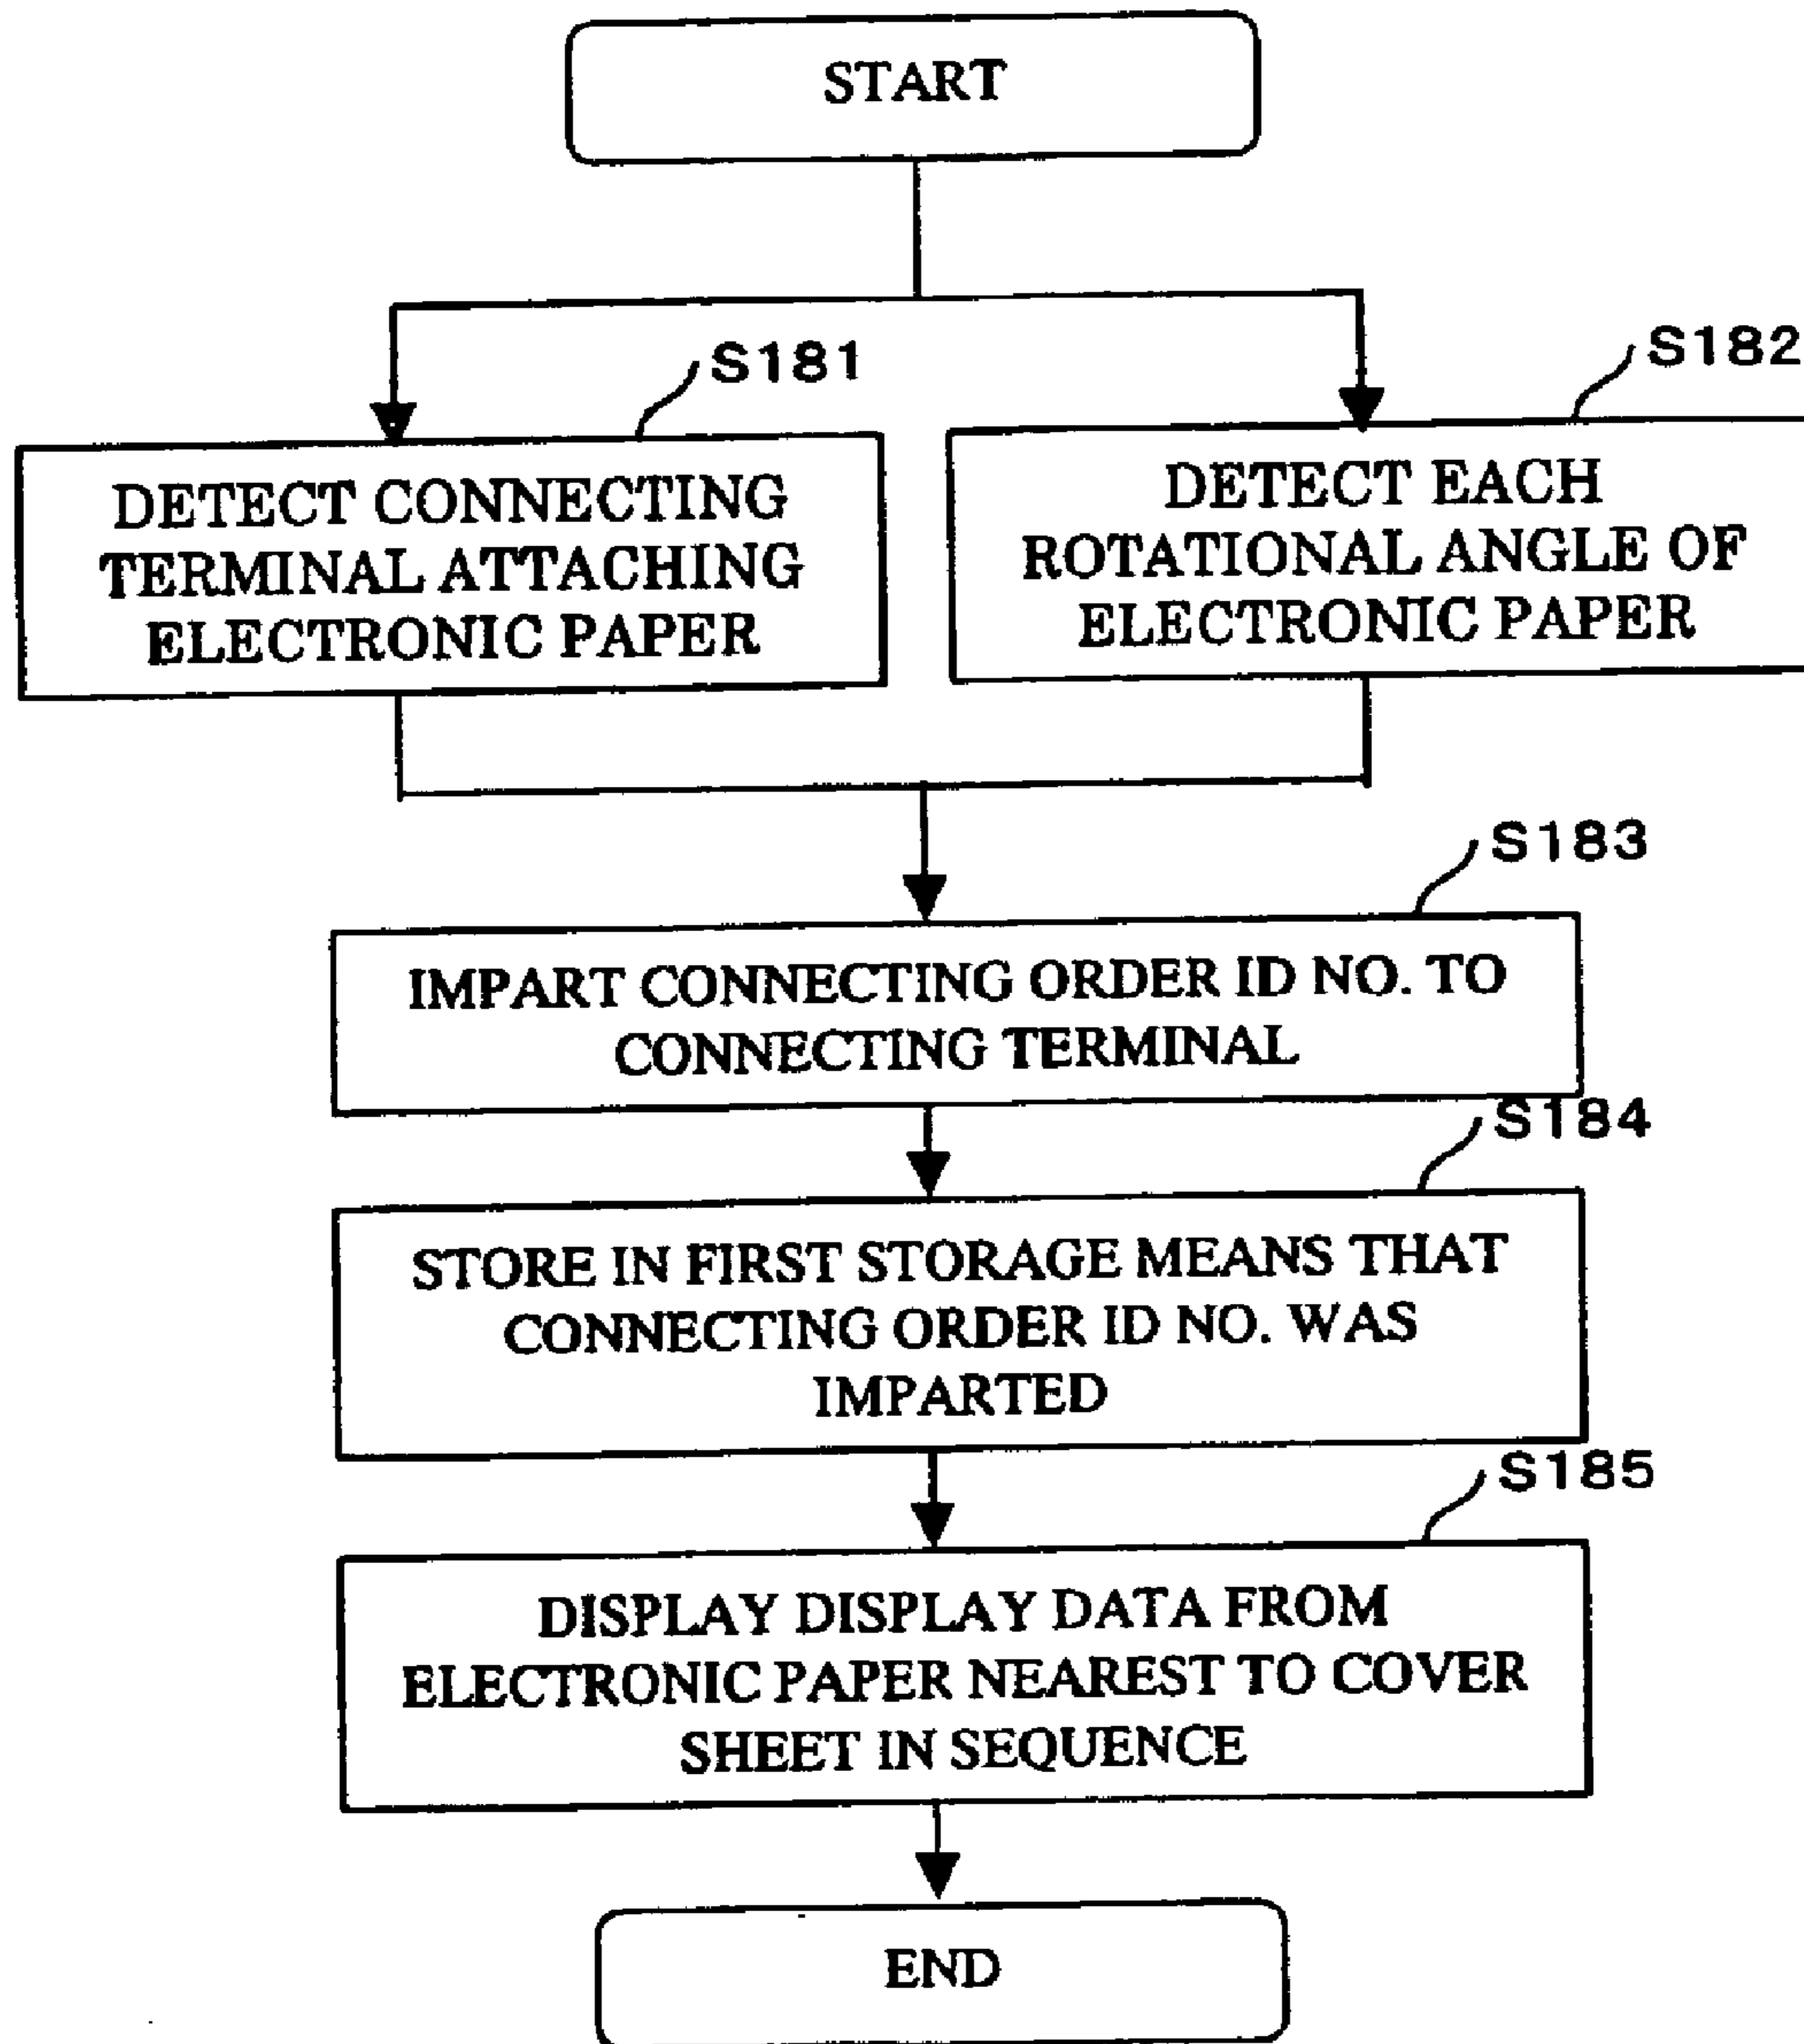 START
S181
S182
DETECT CONNECTING
TERMINAL ATTACHING
ELECTRONIC PAPER
DETECT EACH
ROTATIONAL ANGLE OF
ELECTRONIC PAPER
S183
IMPART CONNECTING ORDER ID NO. TO
CONNECTING TERMINAL
S184
STORE IN FIRST STORAGE MEANS THAT
CONNECTING ORDER ID NO. WAS
IMPARTED
S185
DISPLAY DISPLAY DATA FROM
ELECTRONIC PAPER NEAREST TO COVER
SHEET IN SEQUENCE
END